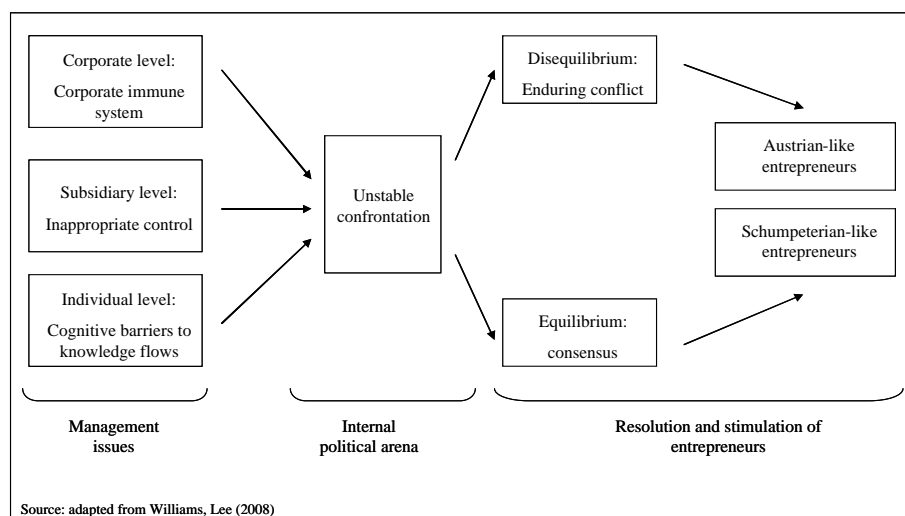 Corporate level:
Corporate immune
system
Subsidiary level:
Inappropriate control
Individual level:
Cognitive barriers to
knowledge flows
Unstable
confrontation
Disequilibrium:
Enduring conflict
Equilibrium:
consensus
Austrian-like
entrepreneurs
Schumpeterian-like
entrepreneurs
Management
issues
Internal
political arena
Resolution and stimulation of
entrepreneurs
Source: adapted from Williams, Lee (2008)